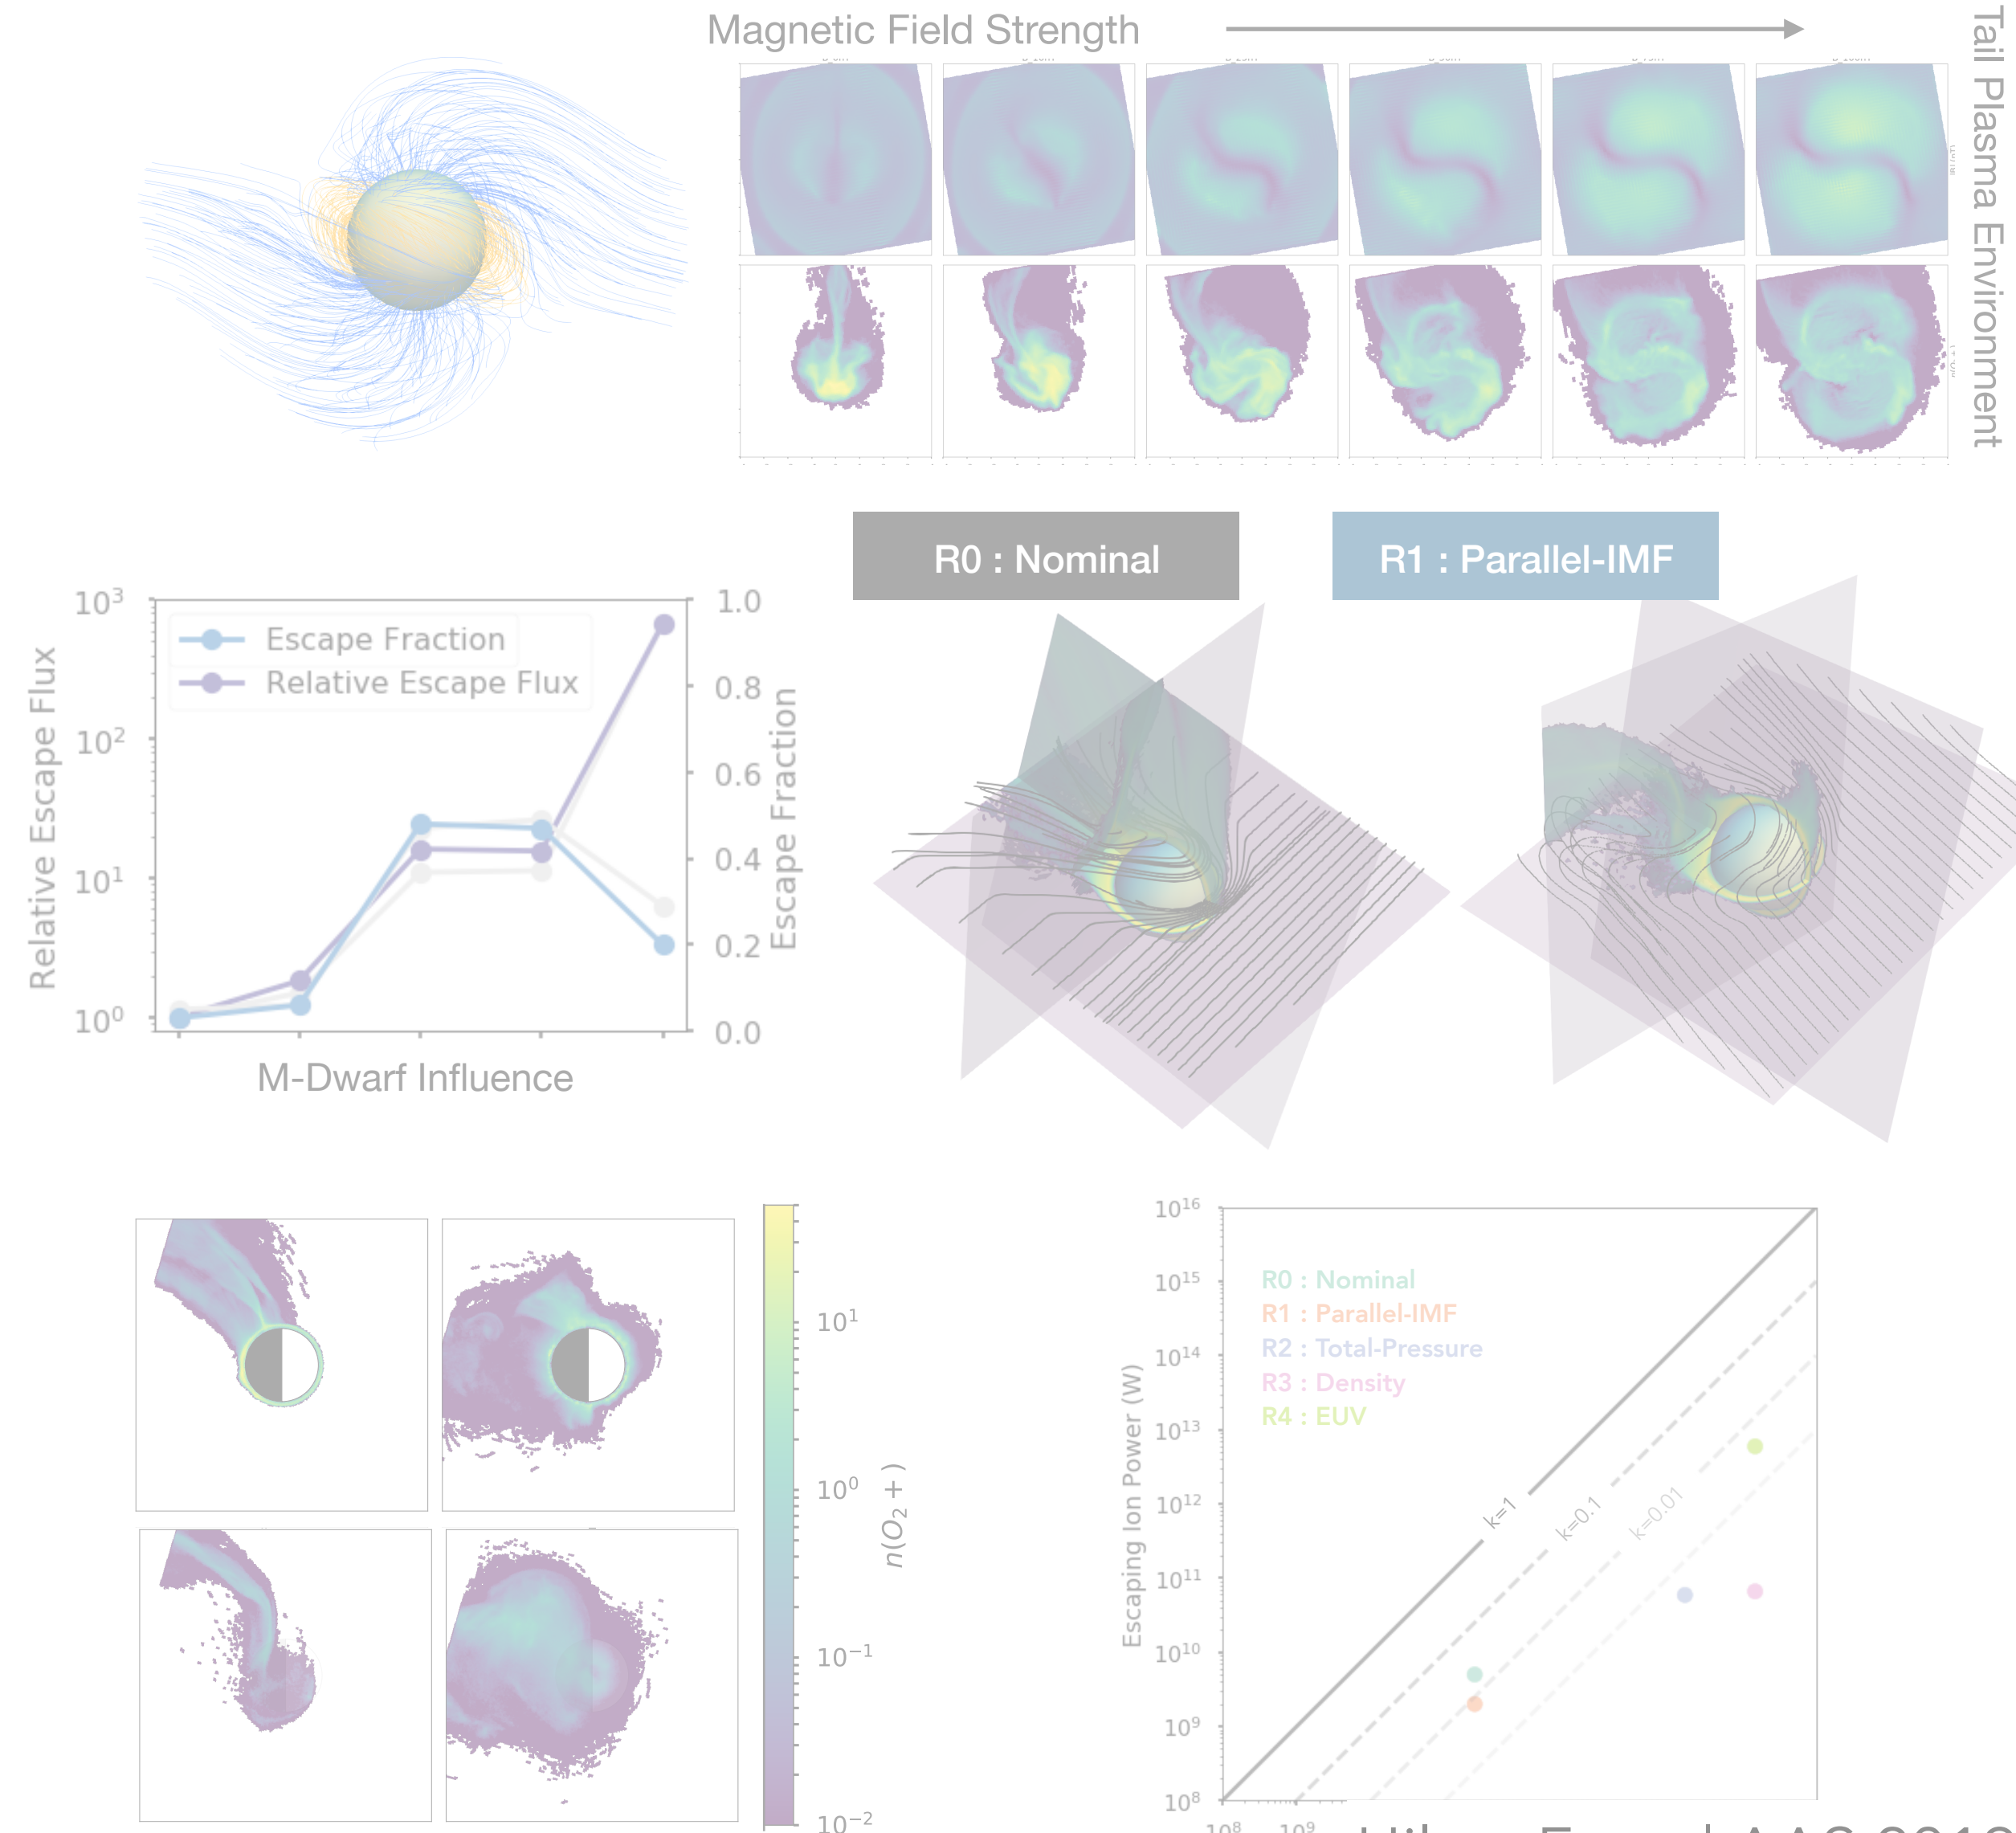 Magnetic Field Strength
Tail Plasma Environment
R0 : Nominal
R1 : Parallel-IMF
10³
10²
10¹
10⁰
Relative Escape Flux
Escape Fraction
Relative Escape Flux
1.0
0.8
0.6
0.4
0.2
0.0
Escape Fraction
M-Dwarf Influence
10¹
10⁰
10⁻¹
10⁻²
n(O₂ + )
10¹⁶
10¹⁵
10¹⁴
10¹³
10¹²
10¹¹
10¹⁰
10⁹
10⁸
Escaping Ion Power (W)
R0 : Nominal
R1 : Parallel-IMF
R2 : Total-Pressure
R3 : Density
R4 : EUV
k=1
k=0.1
k=0.01
10⁸ 10⁹